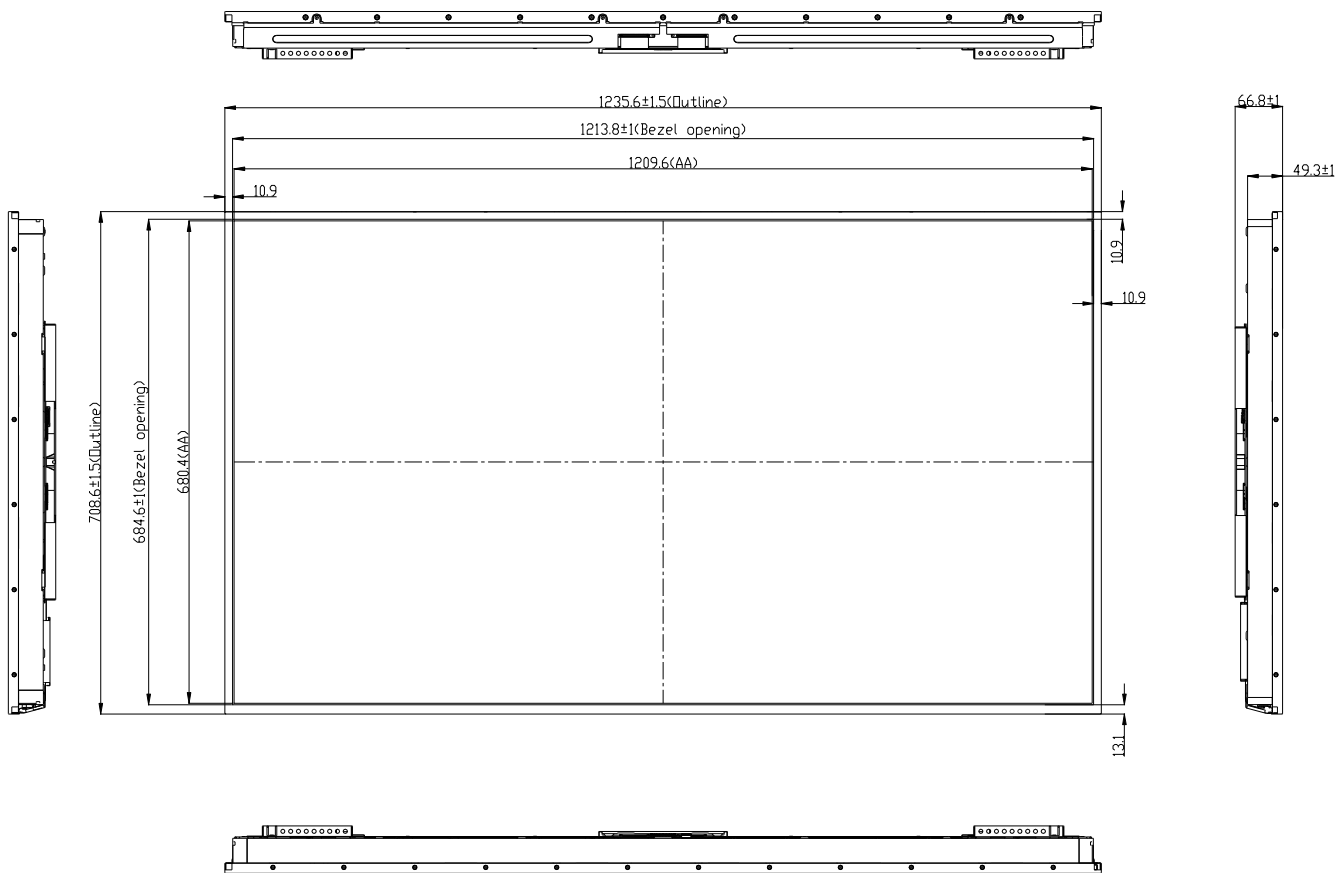 1235.6±1.5(Outline)
66.8±1
1213.8±1(Bezel opening)
1209.6(AA)
49.3±1
10.9
10.9
10.9
708.6±1.5(Outline)
684.6±1(Bezel opening)
680.4(AA)
13.1